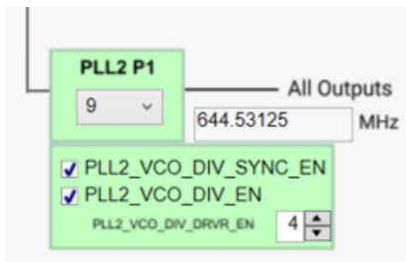 PLL2 P1
9
All Outputs
644.53125 MHz
PLL2_VCO_DIV_SYNC_EN
PLL2_VCO_DIV_EN
PLL2_VCO_DIV_DRVR_EN 4